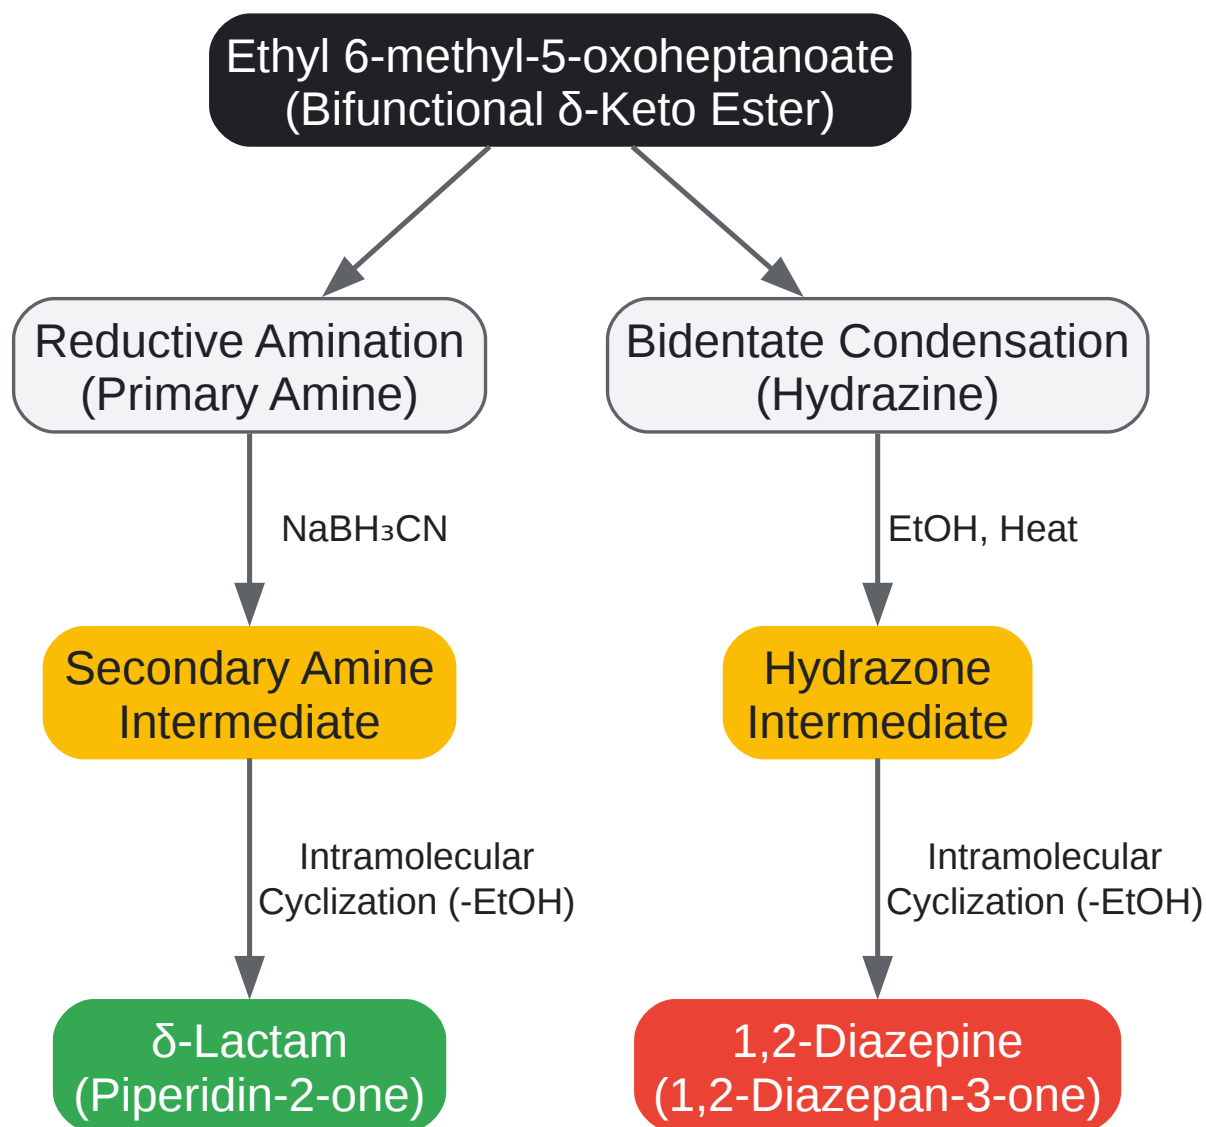 Ethyl 6-methyl-5-oxoheptanoate
(Bifunctional δ-Keto Ester)
Reductive Amination
(Primary Amine)
Bidentate Condensation
(Hydrazine)
NaBH₃CN
EtOH, Heat
Secondary Amine
Intermediate
Hydrazone
Intermediate
Intramolecular
Cyclization (-EtOH)
Intramolecular
Cyclization (-EtOH)
δ-Lactam
(Piperidin-2-one)
1,2-Diazepine
(1,2-Diazepan-3-one)